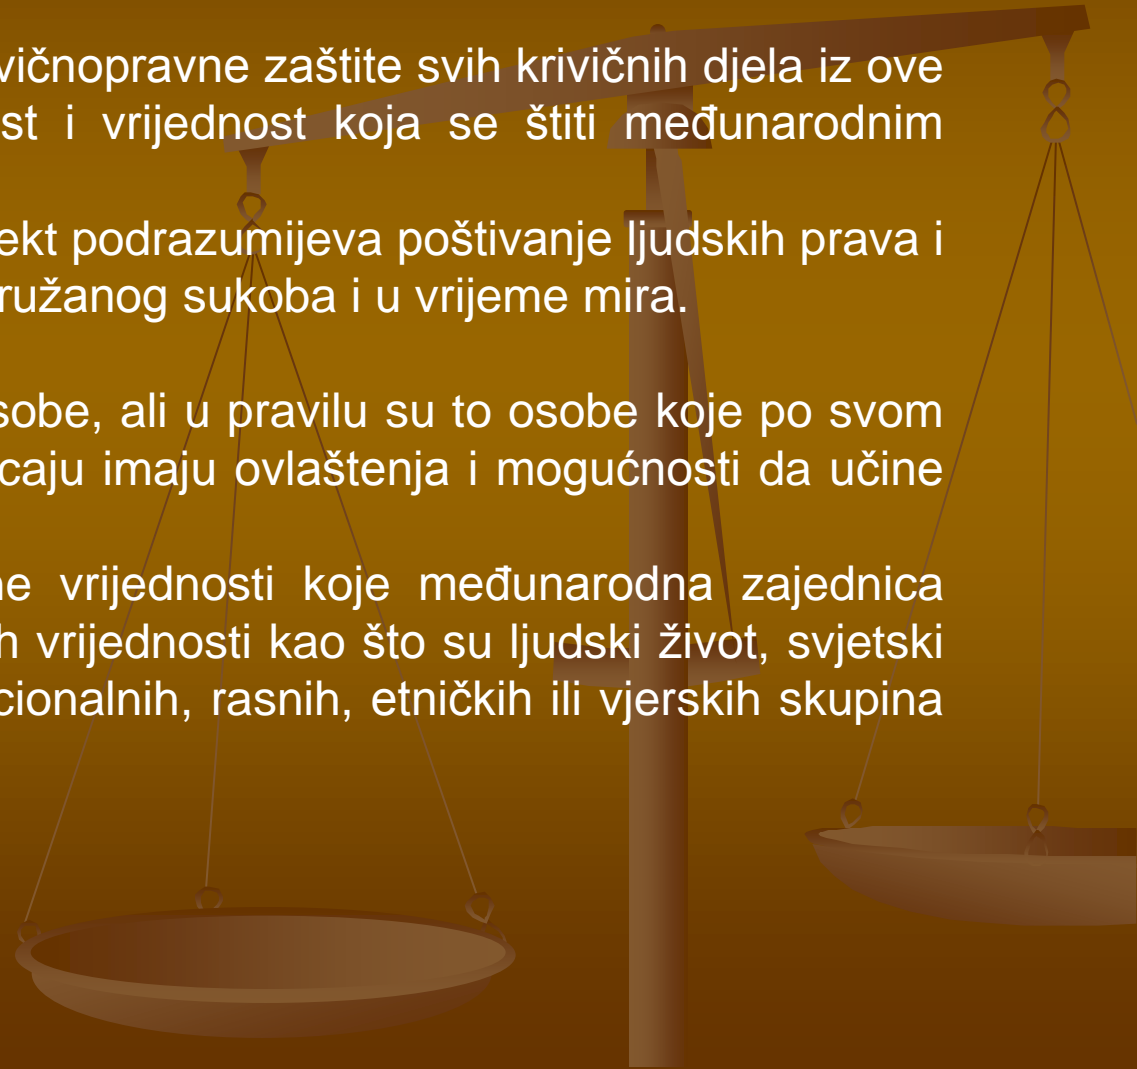 vičnopravne zaštite svih krivičnih djela iz ove
st i vrijednost koja se štiti međunarodnim
ekt podrazumijeva poštivanje ljudskih prava i
ružanog sukoba i u vrijeme mira.
sobe, ali u pravilu su to osobe koje po svom
caju imaju ovlaštenja i mogućnosti da učine
ne vrijednosti koje međunarodna zajednica
h vrijednosti kao što su ljudski život, svjetski
cionalnih, rasnih, etničkih ili vjerskih skupina